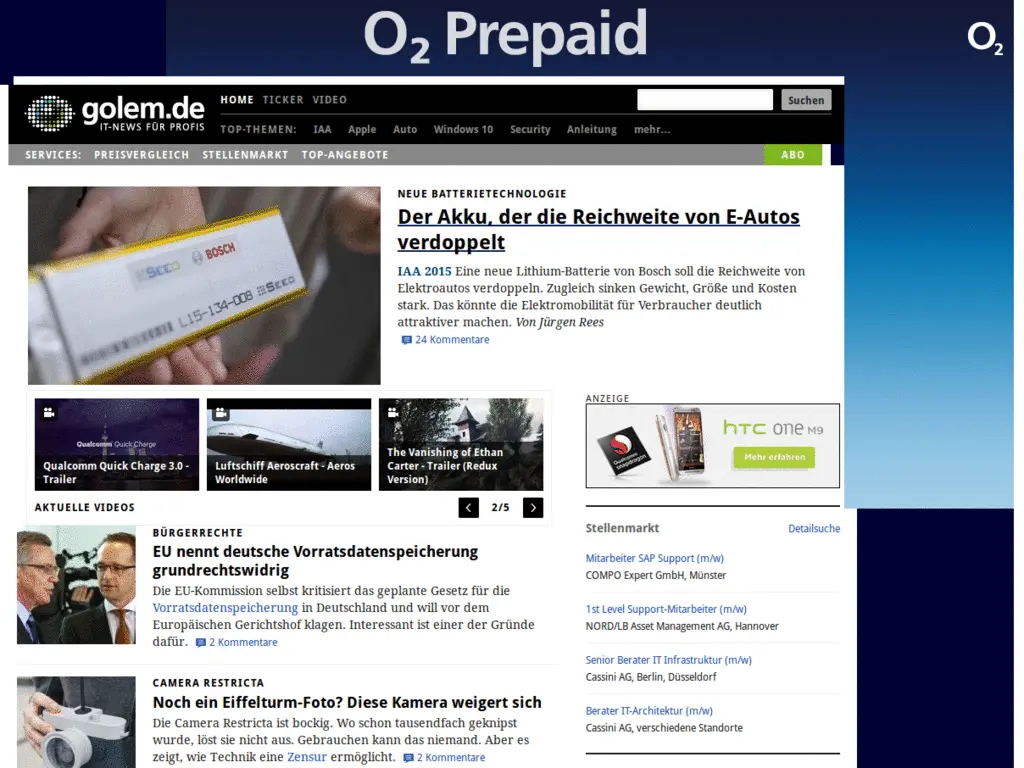 O2 Prepaid
O2
golem.de
IT-NEWS FÜR PROFIS
HOME TICKER VIDEO
Suchen
TOP-THEMEN: IAA Apple Auto Windows 10 Security Anleitung mehr...
SERVICES: PREISVERGLEICH STELLENMARKT TOP-ANGEBOTE
ABO
SEEO BOSCH
L15-134-008 SEEO
NEUE BATTERIETECHNOLOGIE
Der Akku, der die Reichweite von E-Autos
verdoppelt
IAA 2015 Eine neue Lithium-Batterie von Bosch soll die Reichweite von
Elektroautos verdoppeln. Zugleich sinken Gewicht, Größe und Kosten
stark. Das könnte die Elektromobilität für Verbraucher deutlich
attraktiver machen. Von Jürgen Rees
24 Kommentare
Qualcomm Quick Charge
Qualcomm Quick Charge 3.0 -
Trailer
Luftschiff Aeroscraft - Aeros
Worldwide
The Vanishing of Ethan
Carter - Trailer (Redux
Version)
AKTUELLE VIDEOS
2/5
ANZEIGE
Qualcomm
snapdragon
hTC ONE M9
Mehr erfahren
BÜRGERRECHTE
EU nennt deutsche Vorratsdatenspeicherung
grundrechtswidrig
Die EU-Kommission selbst kritisiert das geplante Gesetz für die
Vorratsdatenspeicherung in Deutschland und will vor dem
Europäischen Gerichtshof klagen. Interessant ist einer der Gründe
dafür. 2 Kommentare
CAMERA RESTRICTA
Noch ein Eiffelturm-Foto? Diese Kamera weigert sich
Die Camera Restricta ist bockig. Wo schon tausendfach geknipst
wurde, löst sie nicht aus. Gebrauchen kann das niemand. Aber es
zeigt, wie Technik eine Zensur ermöglicht. 2 Kommentare
Stellenmarkt
Detailsuche
Mitarbeiter SAP Support (m/w)
COMPO Expert GmbH, Münster
1st Level Support-Mitarbeiter (m/w)
NORD/LB Asset Management AG, Hannover
Senior Berater IT Infrastruktur (m/w)
Cassini AG, Berlin, Düsseldorf
Berater IT-Architektur (m/w)
Cassini AG, verschiedene Standorte